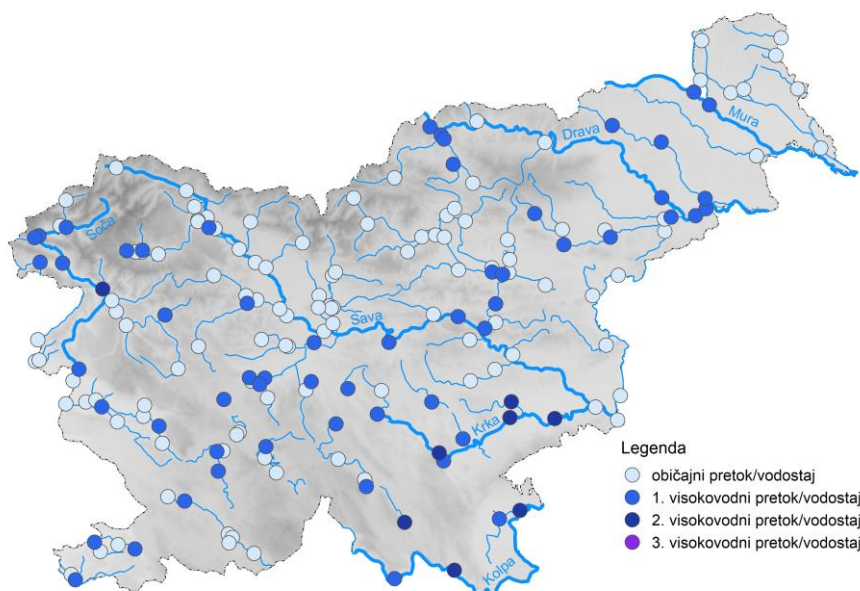 Mura
Drava
Soča
Sava
Krka
Kolpa
Legenda
običajni pretok/vodostaj
1. visokovodni pretok/vodostaj
2. visokovodni pretok/vodostaj
3. visokovodni pretok/vodostaj